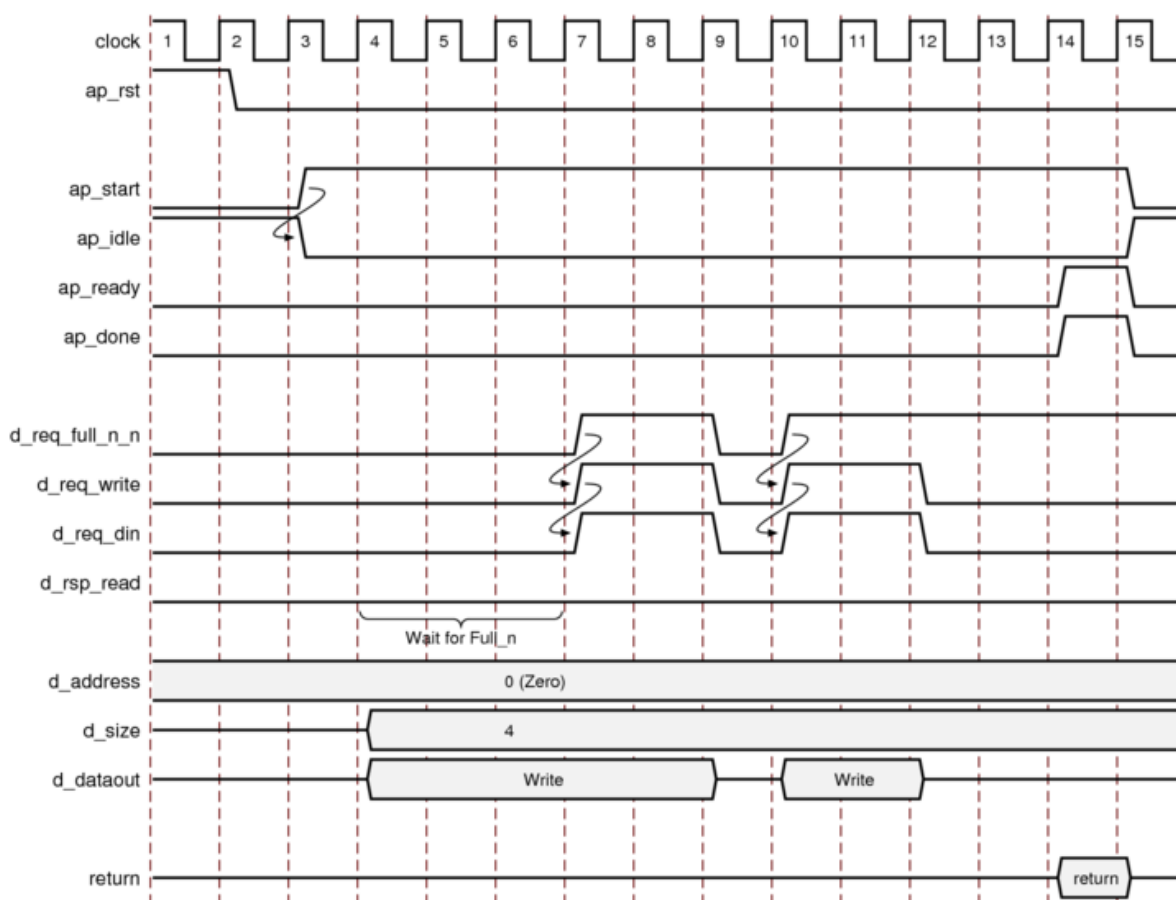 clock 1 2 3 4 5 6 7 8 9 10 11 12 13 14 15
ap_rst
ap_start
ap_idle
ap_ready
ap_done
d_req_full_n_n
d_req_write
d_req_din
d_rsp_read
Wait for Full_n
d_address 0 (Zero)
d_size 4
d_dataout Write Write
return return